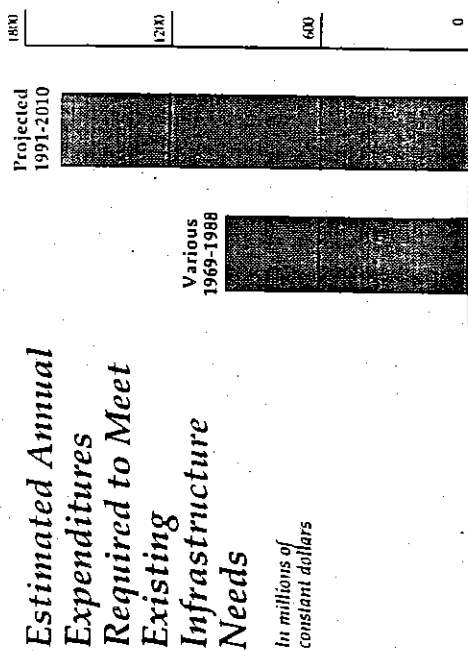 Estimated Annual
Expenditures
Required to Meet
Existing
Infrastructure
Needs
In millions of
constant dollars
Various
1969-1988
Projected
1991-2010
1800
1200
600
0